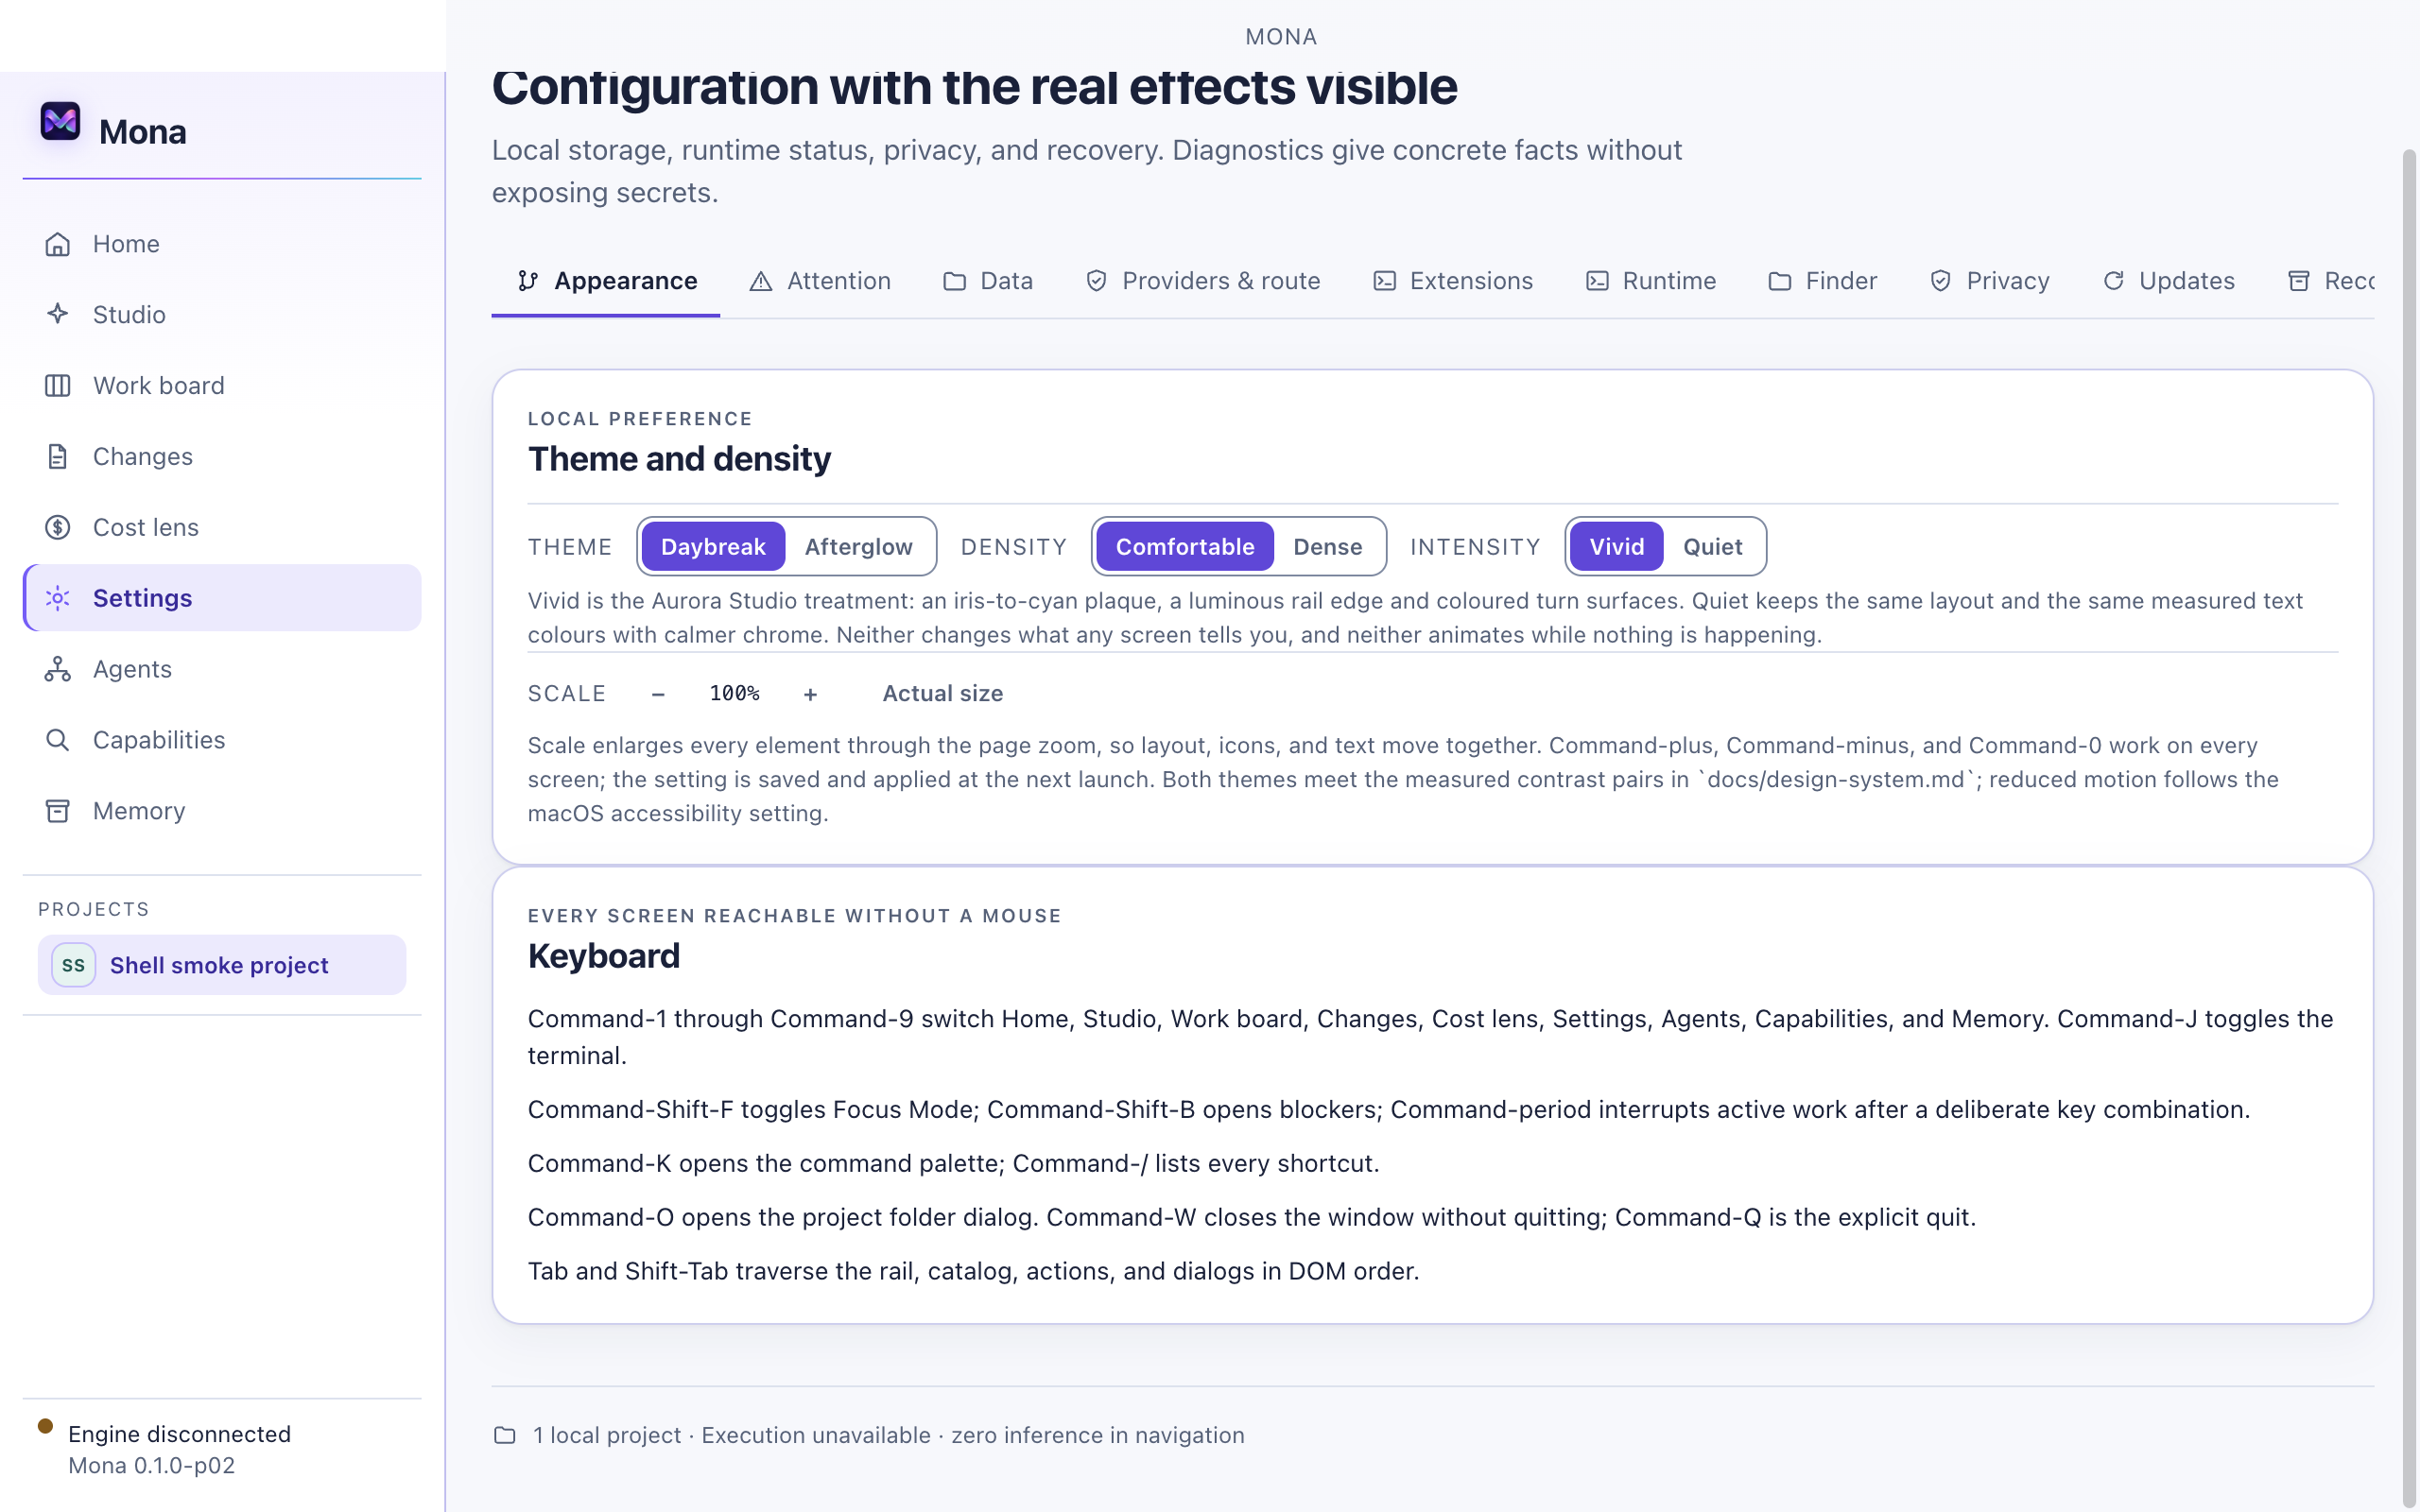 MONA
Mona
Home
Studio
Work board
Changes
Cost lens
Settings
Agents
Capabilities
Memory
PROJECTS
SS Shell smoke project
Engine disconnected
Mona 0.1.0-p02
Configuration with the real effects visible
Local storage, runtime status, privacy, and recovery. Diagnostics give concrete facts without
exposing secrets.
Appearance Attention Data Providers & route Extensions Runtime Finder Privacy Updates
LOCAL PREFERENCE
Theme and density
THEME Daybreak Afterglow DENSITY Comfortable Dense INTENSITY Vivid Quiet
Vivid is the Aurora Studio treatment: an iris-to-cyan plaque, a luminous rail edge and coloured turn surfaces. Quiet keeps the same layout and the same measured text
colours with calmer chrome. Neither changes what any screen tells you, and neither animates while nothing is happening.
SCALE − 100% + Actual size
Scale enlarges every element through the page zoom, so layout, icons, and text move together. Command-plus, Command-minus, and Command-0 work on every
screen; the setting is saved and applied at the next launch. Both themes meet the measured contrast pairs in `docs/design-system.md`; reduced motion follows the
macOS accessibility setting.
EVERY SCREEN REACHABLE WITHOUT A MOUSE
Keyboard
Command-1 through Command-9 switch Home, Studio, Work board, Changes, Cost lens, Settings, Agents, Capabilities, and Memory. Command-J toggles the
terminal.
Command-Shift-F toggles Focus Mode; Command-Shift-B opens blockers; Command-period interrupts active work after a deliberate key combination.
Command-K opens the command palette; Command-/ lists every shortcut.
Command-O opens the project folder dialog. Command-W closes the window without quitting; Command-Q is the explicit quit.
Tab and Shift-Tab traverse the rail, catalog, actions, and dialogs in DOM order.
1 local project · Execution unavailable · zero inference in navigation